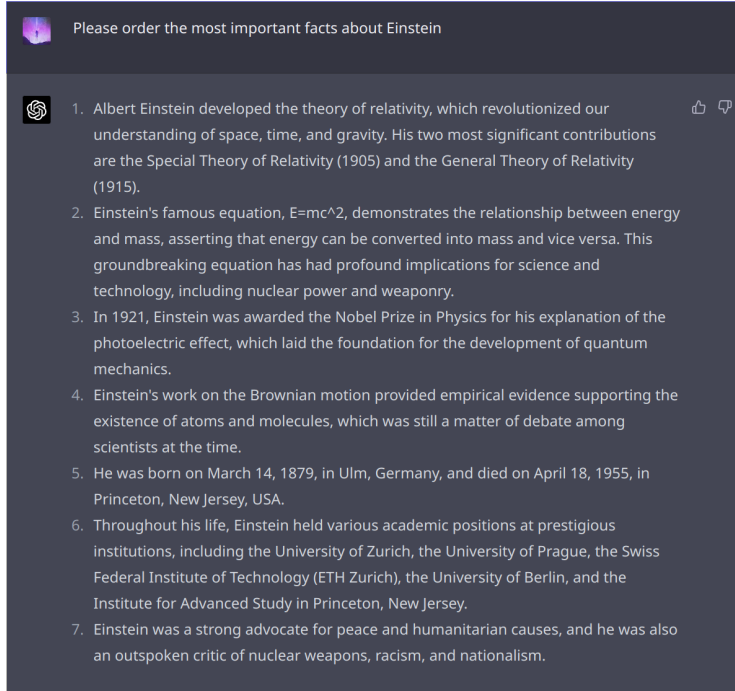 Please order the most important facts about Einstein
1. Albert Einstein developed the theory of relativity, which revolutionized our
understanding of space, time, and gravity. His two most significant contributions
are the Special Theory of Relativity (1905) and the General Theory of Relativity
(1915).
2. Einstein's famous equation, E=mc^2, demonstrates the relationship between energy
and mass, asserting that energy can be converted into mass and vice versa. This
groundbreaking equation has had profound implications for science and
technology, including nuclear power and weaponry.
3. In 1921, Einstein was awarded the Nobel Prize in Physics for his explanation of the
photoelectric effect, which laid the foundation for the development of quantum
mechanics.
4. Einstein's work on the Brownian motion provided empirical evidence supporting the
existence of atoms and molecules, which was still a matter of debate among
scientists at the time.
5. He was born on March 14, 1879, in Ulm, Germany, and died on April 18, 1955, in
Princeton, New Jersey, USA.
6. Throughout his life, Einstein held various academic positions at prestigious
institutions, including the University of Zurich, the University of Prague, the Swiss
Federal Institute of Technology (ETH Zurich), the University of Berlin, and the
Institute for Advanced Study in Princeton, New Jersey.
7. Einstein was a strong advocate for peace and humanitarian causes, and he was also
an outspoken critic of nuclear weapons, racism, and nationalism.